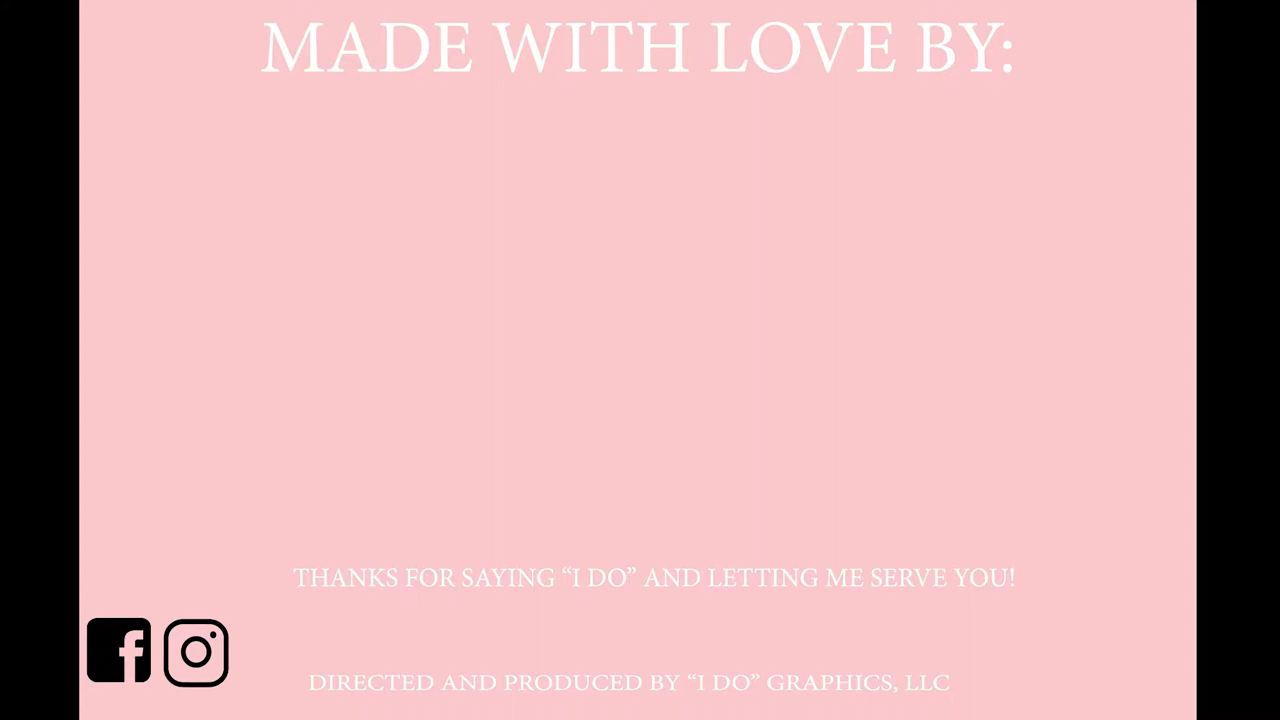 MADE WITH LOVE BY:
THANKS FOR SAYING “I DO” AND LETTING ME SERVE YOU!
DIRECTED AND PRODUCED BY “I DO” GRAPHICS, LLC